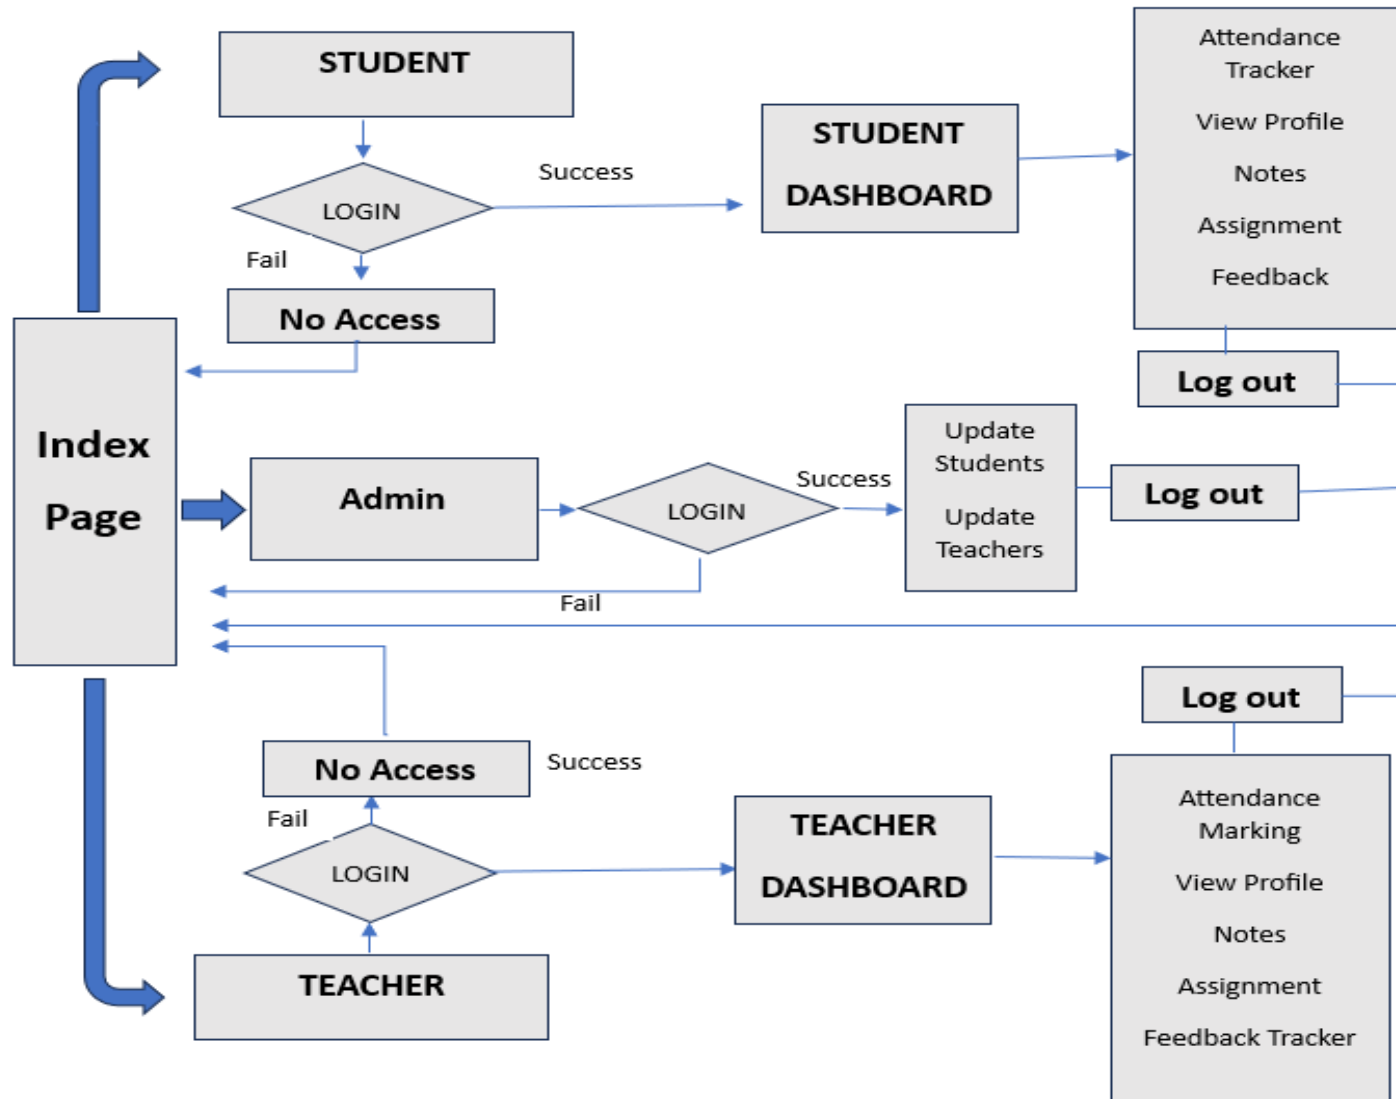 STUDENT
LOGIN
Success
Fail
No Access
STUDENT
DASHBOARD
Attendance
Tracker
View Profile
Notes
Assignment
Feedback
Log out
Index
Page
Admin
LOGIN
Success
Fail
Update
Students
Update
Teachers
Log out
No Access
Success
Fail
LOGIN
TEACHER
TEACHER
DASHBOARD
Log out
Attendance
Marking
View Profile
Notes
Assignment
Feedback Tracker